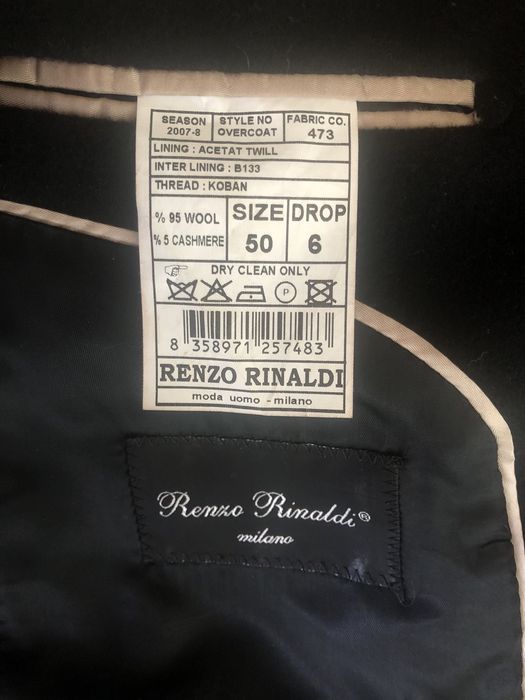 SEASON
2007-8
STYLE NO
OVERCOAT
FABRIC CO.
473
LINING : ACETAT TWILL
INTER LINING : B133
THREAD : KOBAN
% 95 WOOL
% 5 CASHMERE
SIZE
50
DROP
6
DRY CLEAN ONLY
P
8 358971 257483
RENZO RINALDI
moda uomo - milano
Renzo Rinaldi®
milano